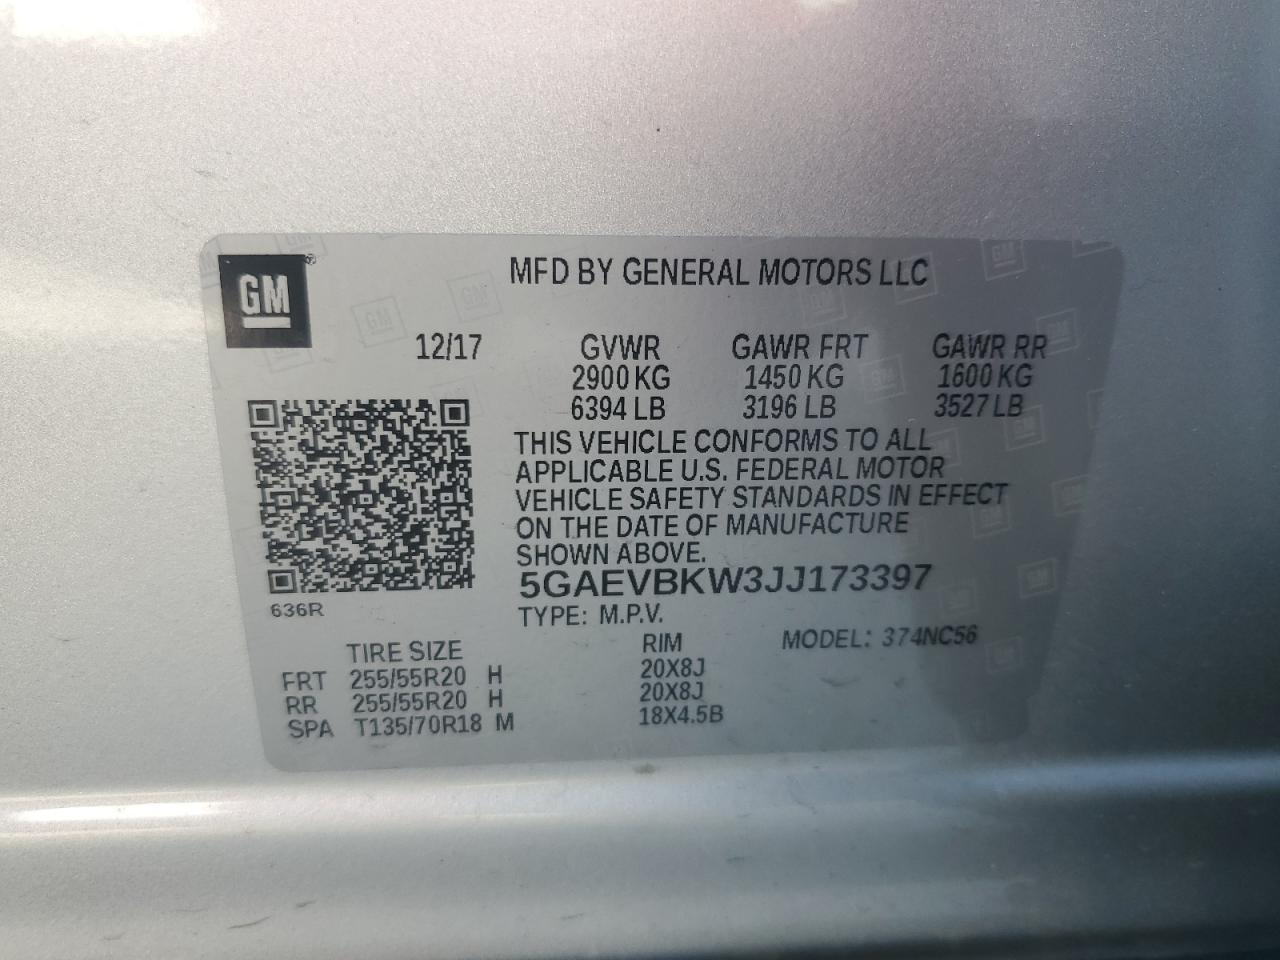 GM®
MFD BY GENERAL MOTORS LLC
12/17 GVWR GAWR FRT GAWR RR
2900 KG 1450 KG 1600 KG
6394 LB 3196 LB 3527 LB
THIS VEHICLE CONFORMS TO ALL
APPLICABLE U.S. FEDERAL MOTOR
VEHICLE SAFETY STANDARDS IN EFFECT
ON THE DATE OF MANUFACTURE
SHOWN ABOVE.
5GAEVBKW3JJ173397
636R
TYPE: M.P.V.
TIRE SIZE RIM MODEL: 374NC56
FRT 255/55R20 H 20X8J
RR 255/55R20 H 20X8J
SPA T135/70R18 M 18X4.5B